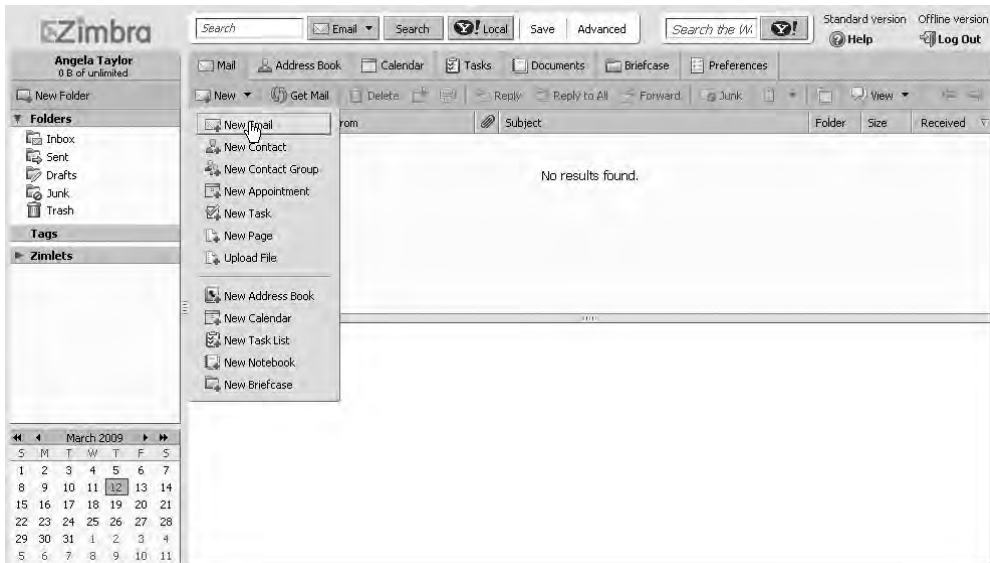 Zimbra
Search Email Search Y! Local Save Advanced Search the W Y!
Standard version Offline version
Help Log Out
Angela Taylor
0 B of unlimited
Mail Address Book Calendar Tasks Documents Briefcase Preferences
New Folder
New Get Mail Delete Reply Reply to All Forward Junk View
Folders
Inbox
Sent
Drafts
Junk
Trash
Tags
Zimlets
New Email
New Contact
New Contact Group
New Appointment
New Task
New Page
Upload File
New Address Book
New Calendar
New Task List
New Notebook
New Briefcase
rom Subject Folder Size Received
No results found.
March 2009
S M T W T F S
1 2 3 4 5 6 7
8 9 10 11 12 13 14
15 16 17 18 19 20 21
22 23 24 25 26 27 28
29 30 31 1 2 3 4
5 6 7 8 9 10 11